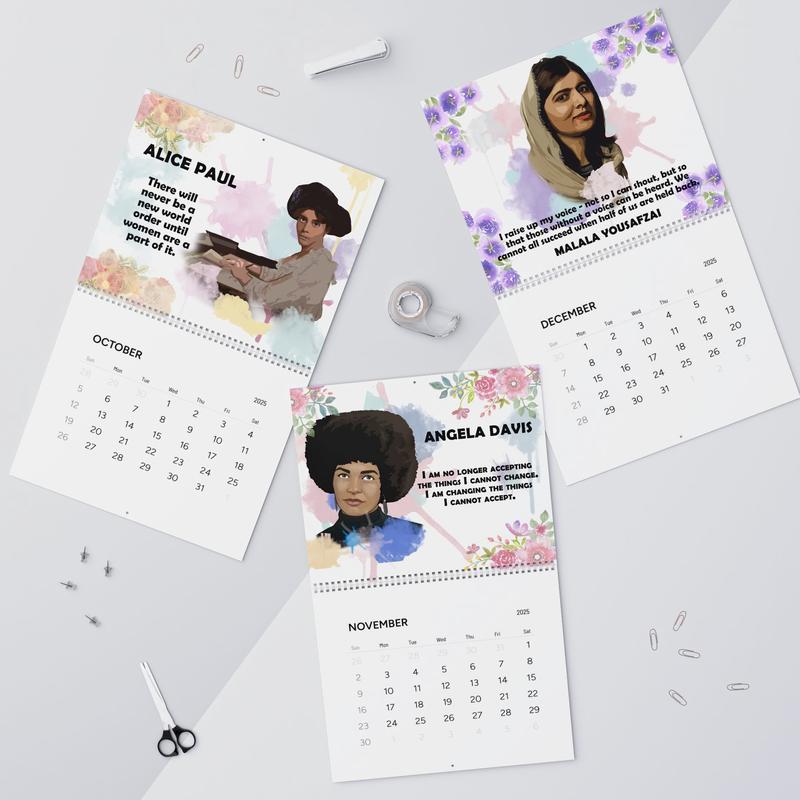 ALICE PAUL
There will
never be a
new world
order until
women are a
part of it.
OCTOBER
2025
Sun Mon Tue Wed Thu Fri Sat
28 29 30 1 2 3 4
5 6 7 8 9 10 11
12 13 14 15 16 17 18
19 20 21 22 23 24 25
26 27 28 29 30 31 1
I raise up my voice - not so I can shout, but so
that those without a voice can be heard. We
cannot all succeed when half of us are held back.
MALALA YOUSAFZAI
DECEMBER
2025
Sun Mon Tue Wed Thu Fri Sat
30 1 2 3 4 5 6
7 8 9 10 11 12 13
14 15 16 17 18 19 20
21 22 23 24 25 26 27
28 29 30 31 1 2 3
ANGELA DAVIS
I AM NO LONGER ACCEPTING
THE THINGS I CANNOT CHANGE.
I AM CHANGING THE THINGS
I CANNOT ACCEPT.
NOVEMBER
2025
Sun Mon Tue Wed Thu Fri Sat
26 27 28 29 30 31 1
2 3 4 5 6 7 8
9 10 11 12 13 14 15
16 17 18 19 20 21 22
23 24 25 26 27 28 29
30 1 2 3 4 5 6